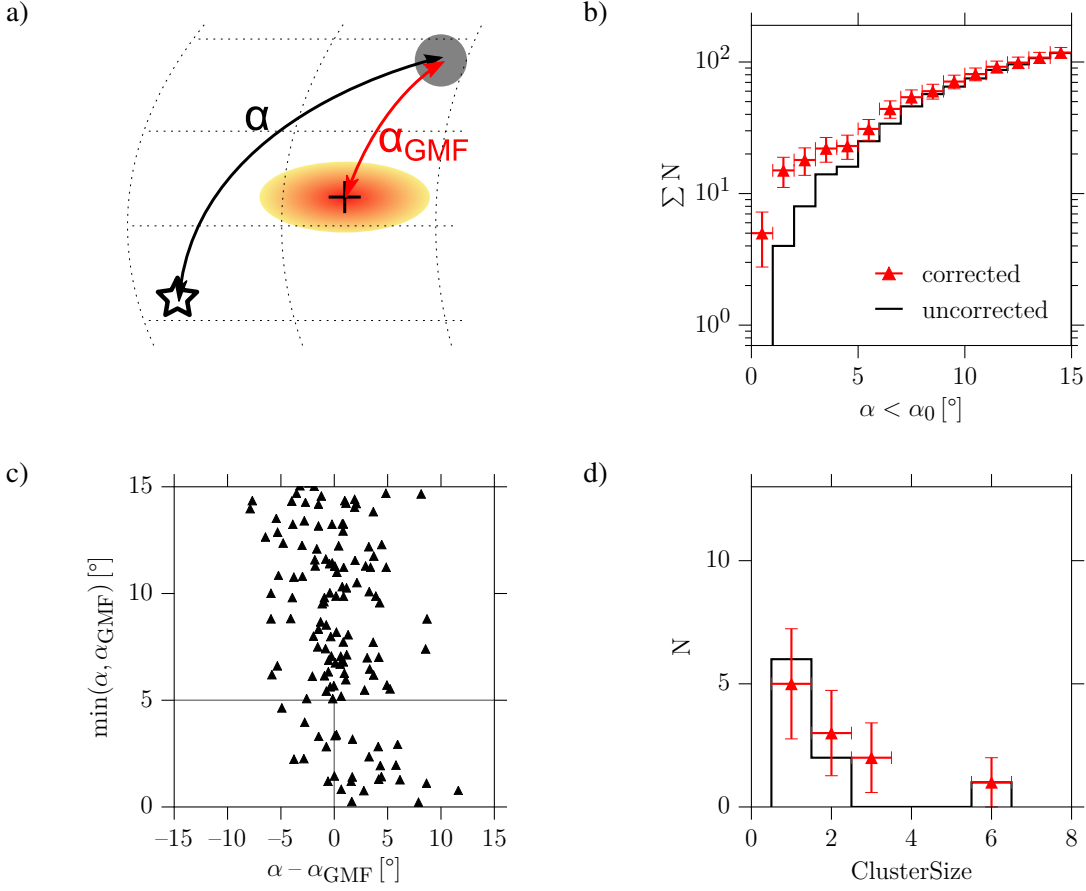 a)
α
α_GMF
b)
10^2
10^1
10^0
∑ N
corrected
uncorrected
0 5 10 15
α < α_0 [°]
c)
15
10
5
0
min(α, α_GMF) [°]
−15 −10 −5 0 5 10 15
α − α_GMF [°]
d)
10
5
0
N
0 2 4 6 8
ClusterSize